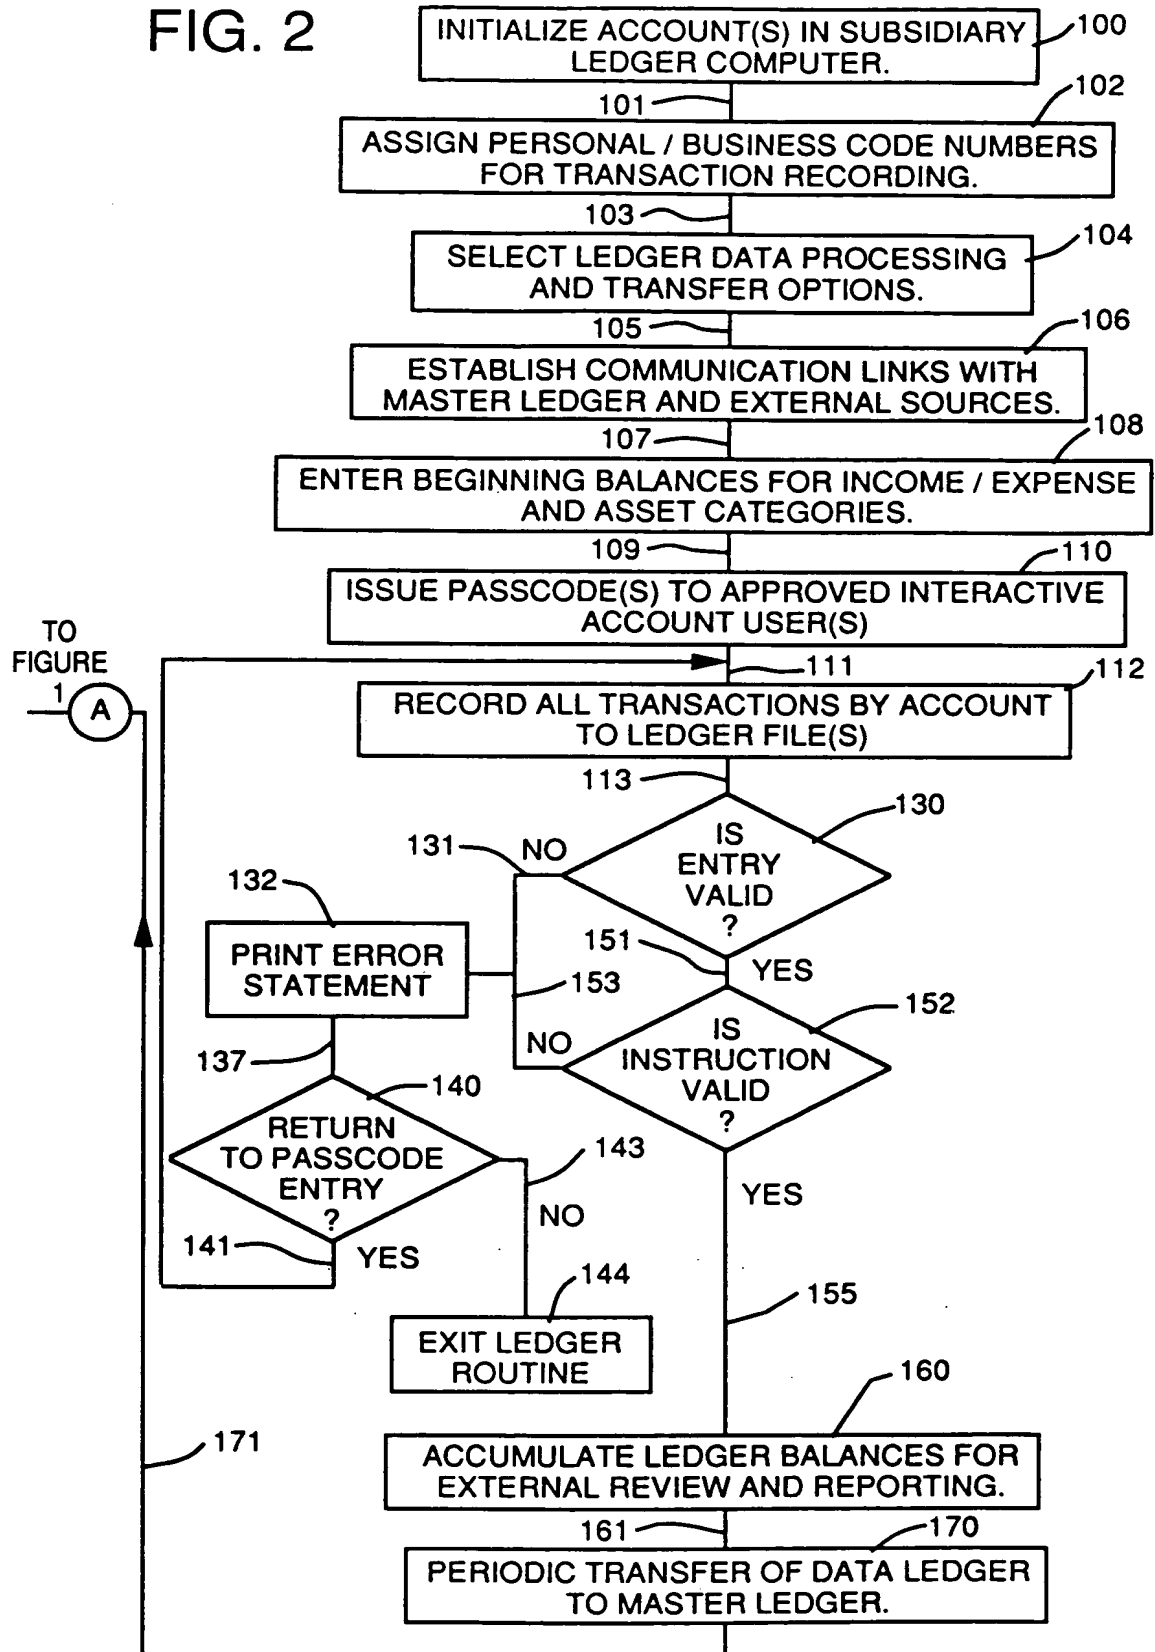 FIG. 2
INITIALIZE ACCOUNT(S) IN SUBSIDIARY
LEDGER COMPUTER.
100
101
102
ASSIGN PERSONAL / BUSINESS CODE NUMBERS
FOR TRANSACTION RECORDING.
103
104
SELECT LEDGER DATA PROCESSING
AND TRANSFER OPTIONS.
105
106
ESTABLISH COMMUNICATION LINKS WITH
MASTER LEDGER AND EXTERNAL SOURCES.
107
108
ENTER BEGINNING BALANCES FOR INCOME / EXPENSE
AND ASSET CATEGORIES.
109
110
ISSUE PASSCODE(S) TO APPROVED INTERACTIVE
ACCOUNT USER(S)
TO
FIGURE
1
A
111
112
RECORD ALL TRANSACTIONS BY ACCOUNT
TO LEDGER FILE(S)
113
130
IS
ENTRY
VALID
?
131
NO
132
PRINT ERROR
STATEMENT
151
YES
153
152
IS
INSTRUCTION
VALID
?
NO
137
140
RETURN
TO PASSCODE
ENTRY
?
143
NO
YES
141
YES
144
EXIT LEDGER
ROUTINE
155
160
171
ACCUMULATE LEDGER BALANCES FOR
EXTERNAL REVIEW AND REPORTING.
161
170
PERIODIC TRANSFER OF DATA LEDGER
TO MASTER LEDGER.